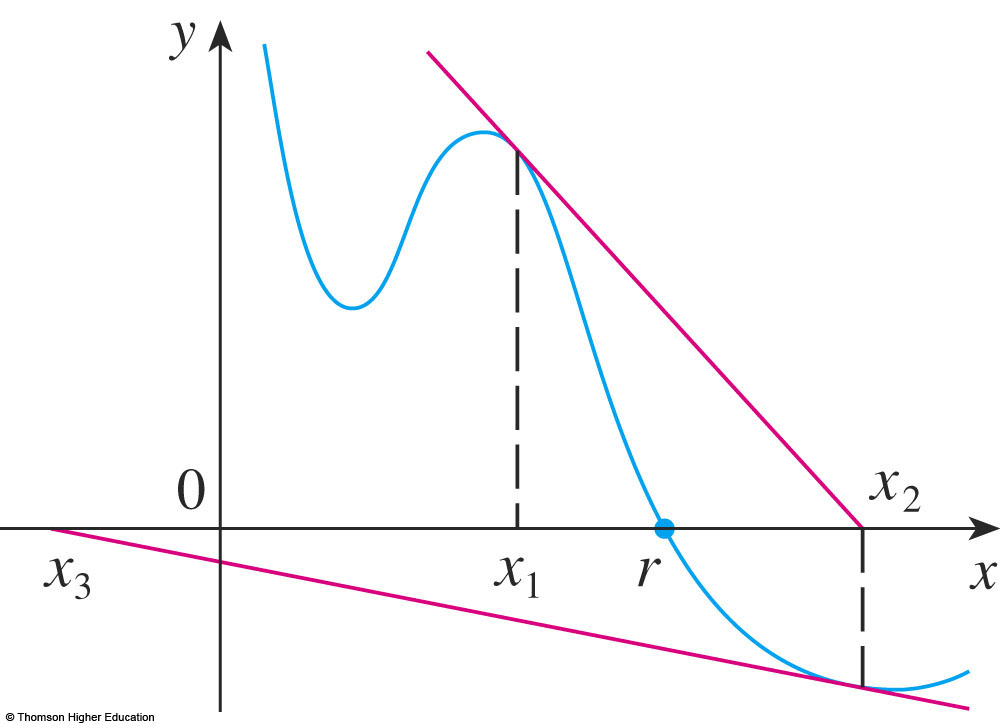 y
0
x₂
x₃
x₁
r
x
© Thomson Higher Education